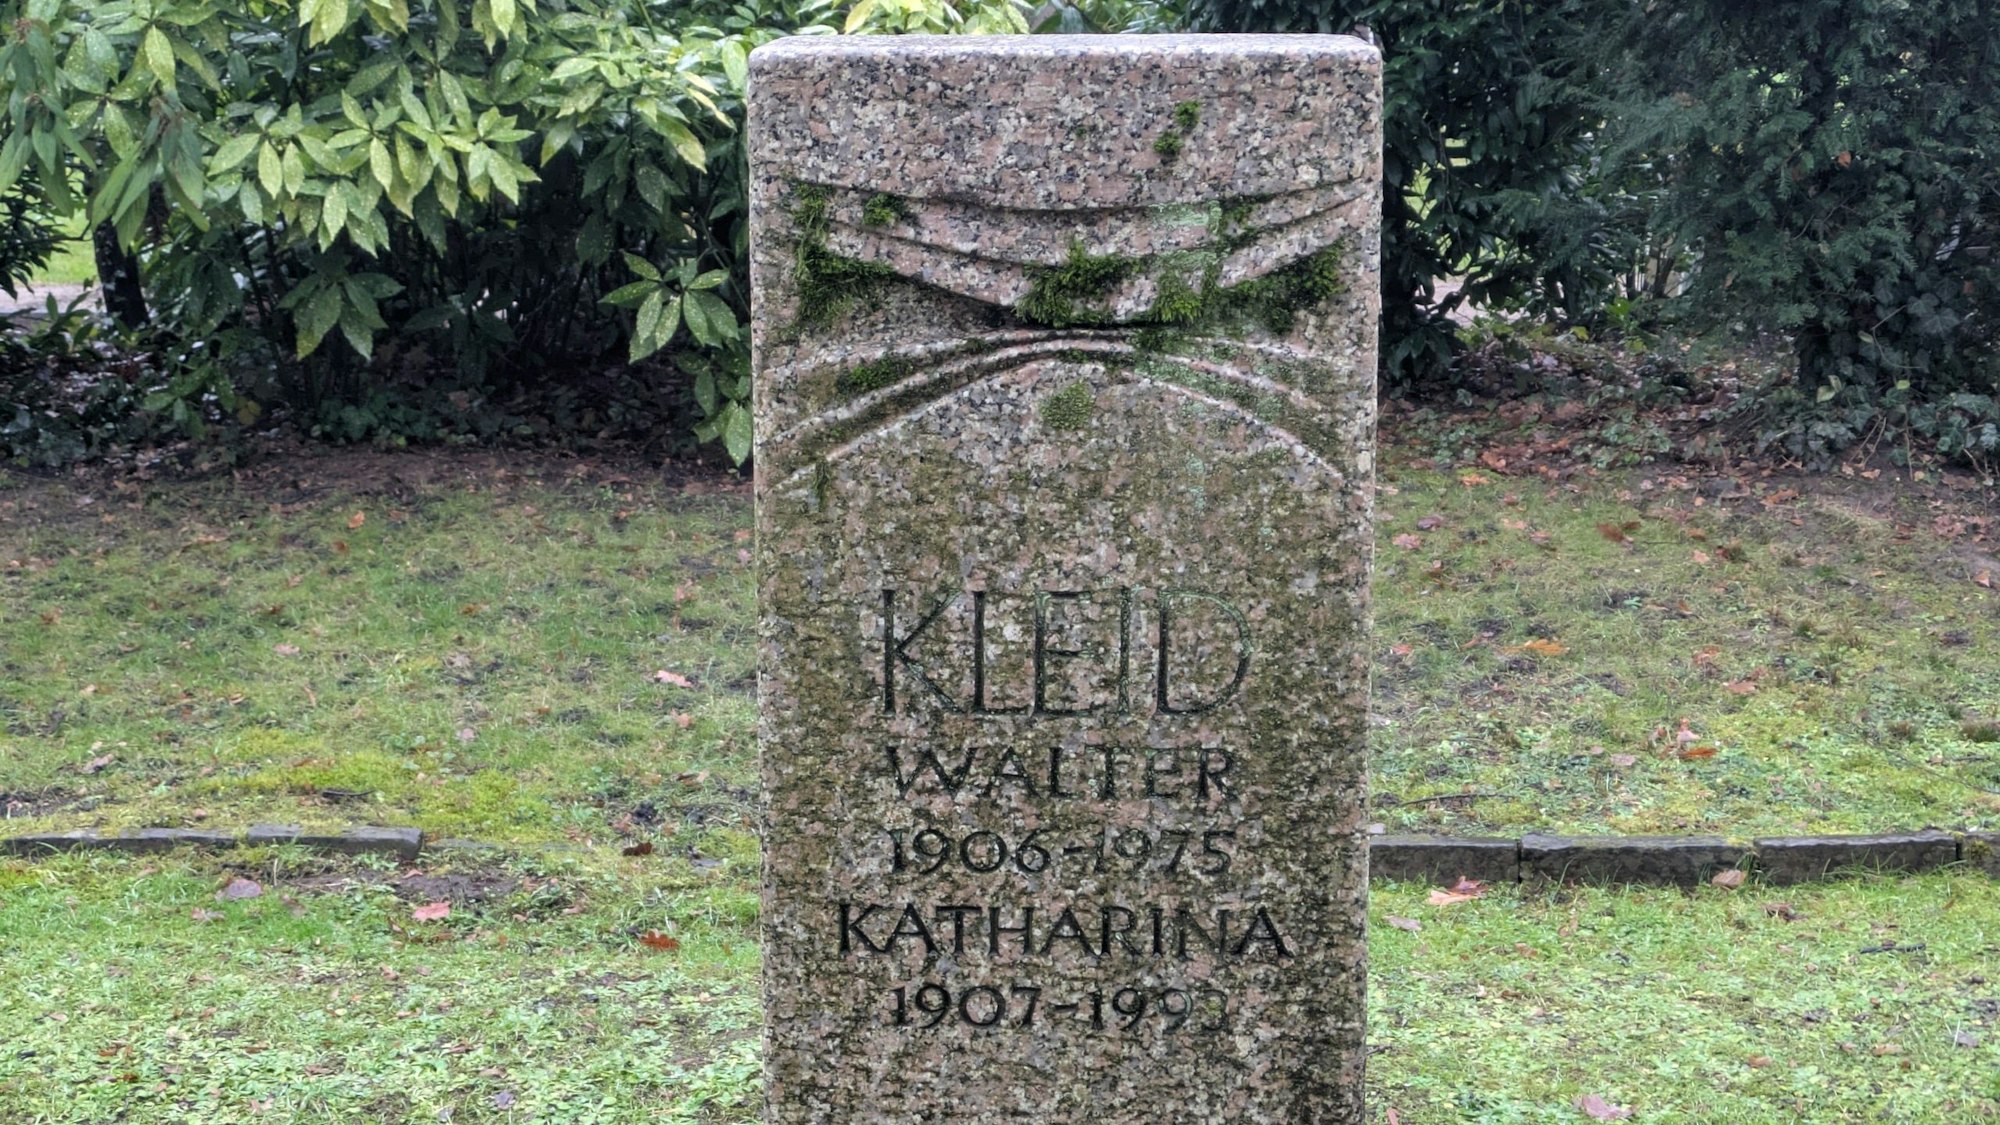 KLEID
WALTER
1906-1975
KATHARINA
1907-1993